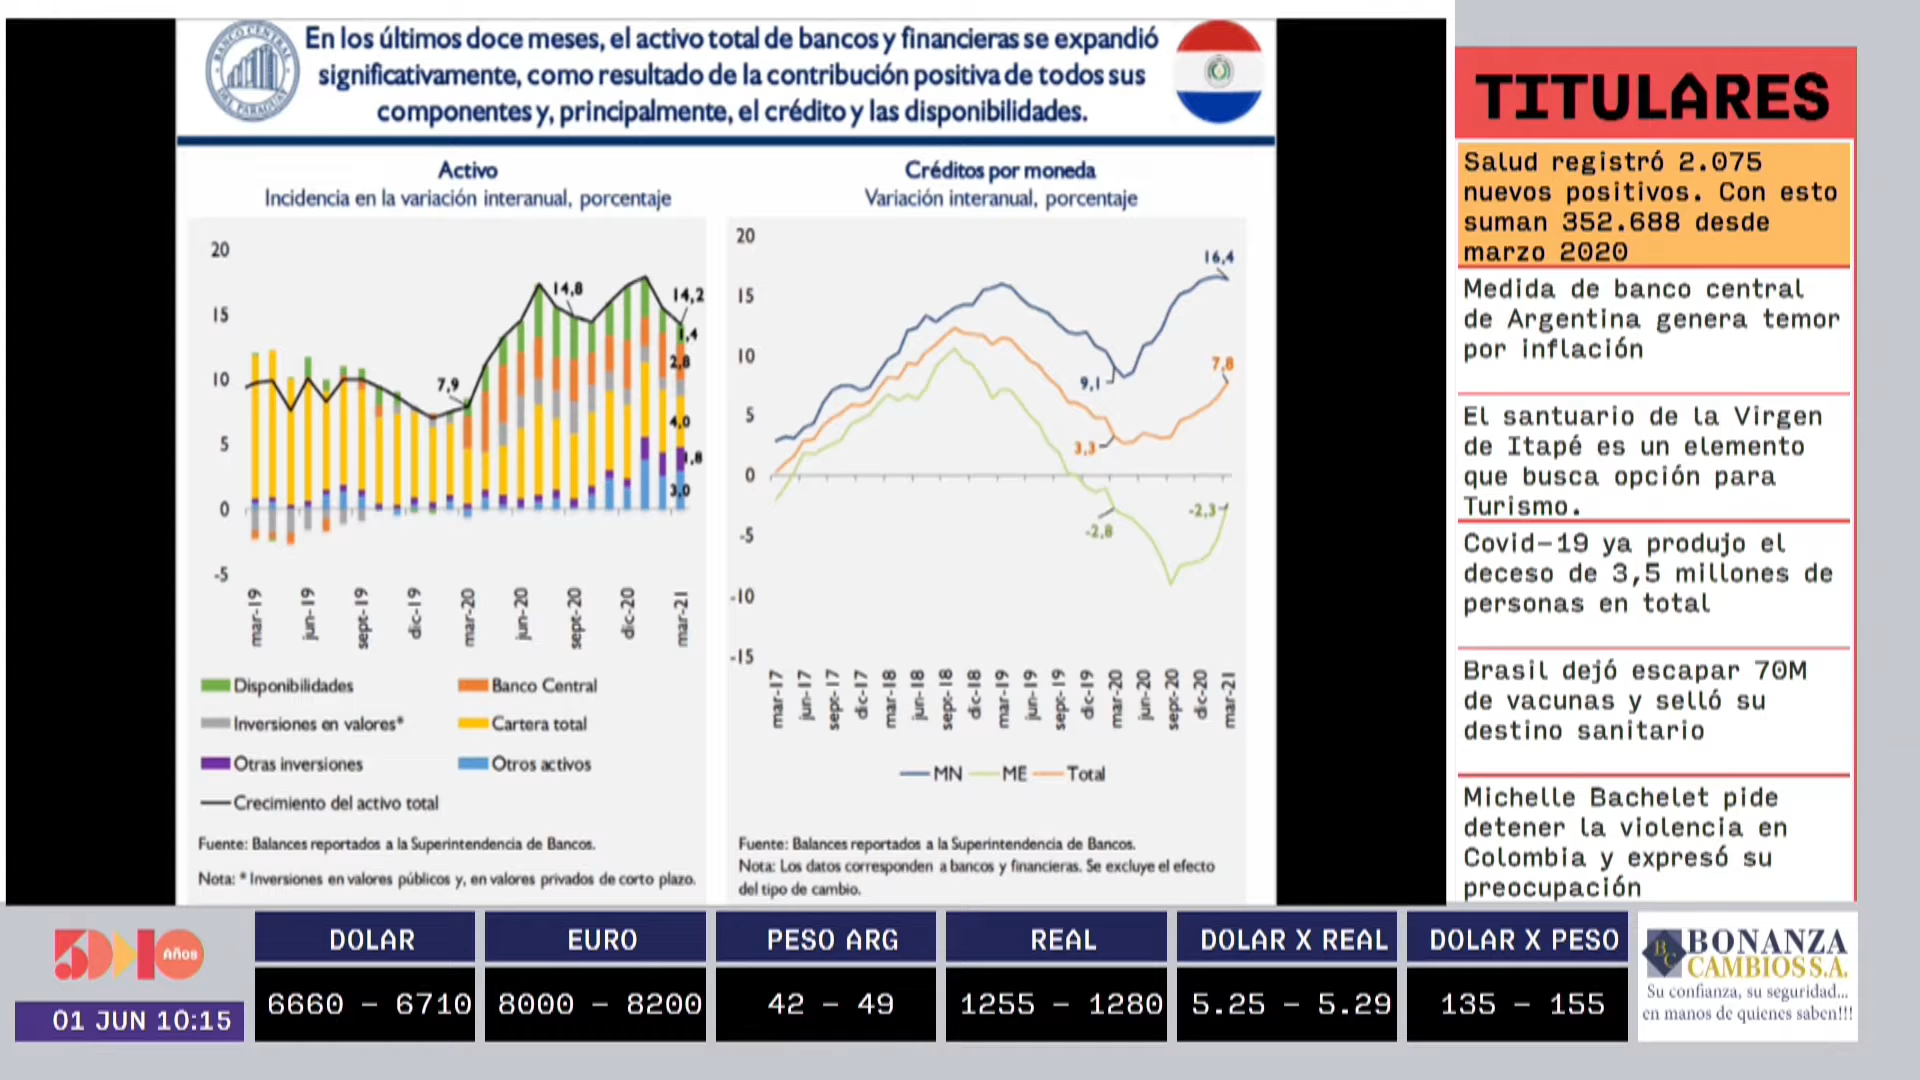 BANCO CENTRAL
DEL PARAGUAY
En los últimos doce meses, el activo total de bancos y financieras se expandió
significativamente, como resultado de la contribución positiva de todos sus
componentes y, principalmente, el crédito y las disponibilidades.
Activo
Incidencia en la variación interanual, porcentaje
20
15
10
5
0
-5
7,9
14,8
14,2
1,4
2,8
4,0
1,8
3,0
mar-19
jun-19
sept-19
dic-19
mar-20
jun-20
sept-20
dic-20
mar-21
Disponibilidades
Banco Central
Inversiones en valores*
Cartera total
Otras inversiones
Otros activos
Crecimiento del activo total
Fuente: Balances reportados a la Superintendencia de Bancos.
Nota: * Inversiones en valores públicos y, en valores privados de corto plazo.
Créditos por moneda
Variación interanual, porcentaje
20
15
10
5
0
-5
-10
-15
16,4
9,1
7,8
3,3
-2,8
-2,3
mar-17
jun-17
sept-17
dic-17
mar-18
jun-18
sept-18
dic-18
mar-19
jun-19
sept-19
dic-19
mar-20
jun-20
sept-20
dic-20
mar-21
MN
ME
Total
Fuente: Balances reportados a la Superintendencia de Bancos.
Nota: Los datos corresponden a bancos y financieras. Se excluye el efecto
del tipo de cambio.
TITULARES
Salud registró 2.075
nuevos positivos. Con esto
suman 352.688 desde
marzo 2020
Medida de banco central
de Argentina genera temor
por inflación
El santuario de la Virgen
de Itapé es un elemento
que busca opción para
Turismo.
Covid-19 ya produjo el
deceso de 3,5 millones de
personas en total
Brasil dejó escapar 70M
de vacunas y selló su
destino sanitario
Michelle Bachelet pide
detener la violencia en
Colombia y expresó su
preocupación
Años
01 JUN 10:15
DOLAR
6660 - 6710
EURO
8000 - 8200
PESO ARG
42 - 49
REAL
1255 - 1280
DOLAR X REAL
5.25 - 5.29
DOLAR X PESO
135 - 155
BC
BONANZA
CAMBIOS S.A.
Su confianza, su seguridad...
en manos de quienes saben!!!